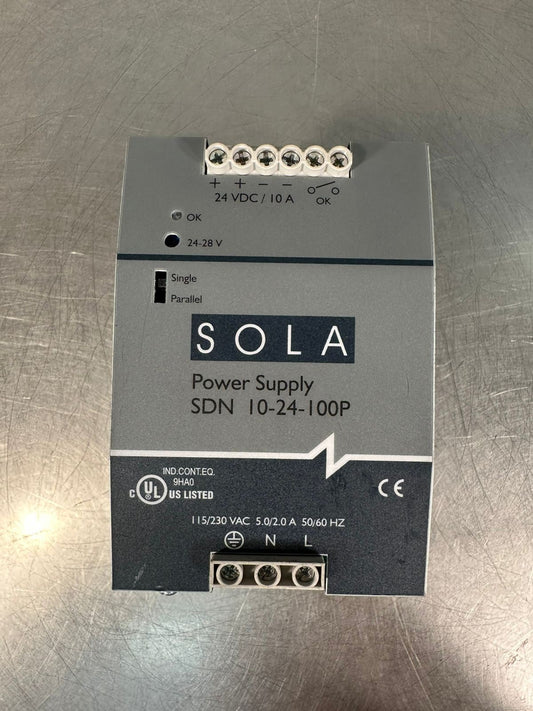 + + − −
24 VDC / 10 A
OK
OK
24-28 V
Single
Parallel
SOLA
Power Supply
SDN 10-24-100P
IND.CONT.EQ.
9HA0
C UL ® US LISTED
CE
115/230 VAC 5.0/2.0 A 50/60 HZ
N L